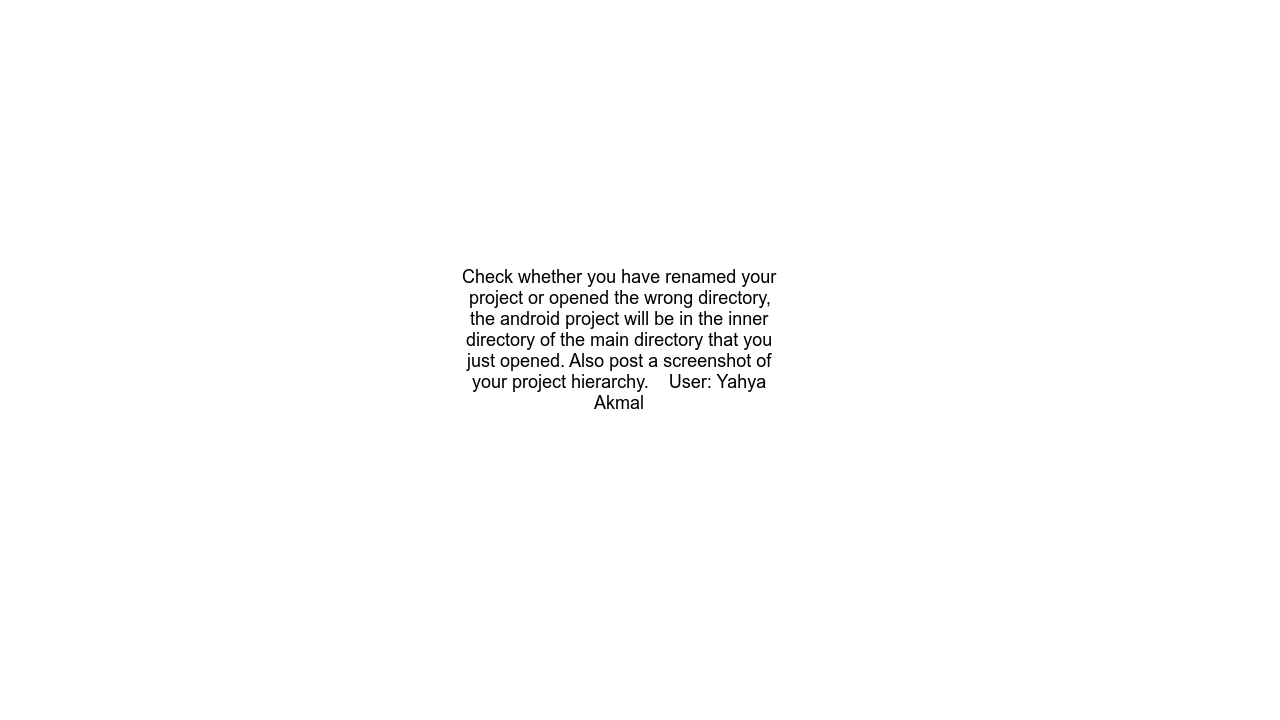 Check whether you have renamed your
project or opened the wrong directory,
the android project will be in the inner
directory of the main directory that you
just opened. Also post a screenshot of
your project hierarchy.    User: Yahya
Akmal